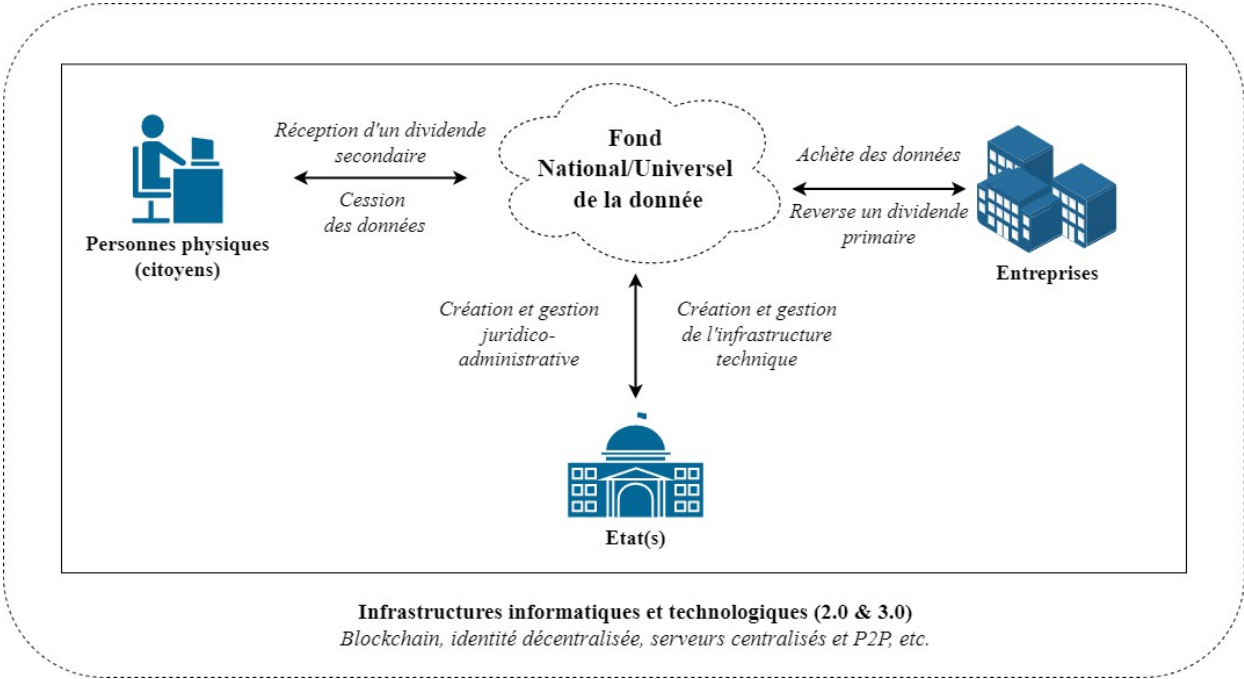 Fond
National/Universel
de la donnée
Réception d'un dividende
secondaire
Cession
des données
Personnes physiques
(citoyens)
Achète des données
Reverse un dividende
primaire
Entreprises
Création et gestion
juridico-
administrative
Création et gestion
de l'infrastructure
technique
Etat(s)
Infrastructures informatiques et technologiques (2.0 & 3.0)
Blockchain, identité décentralisée, serveurs centralisés et P2P, etc.